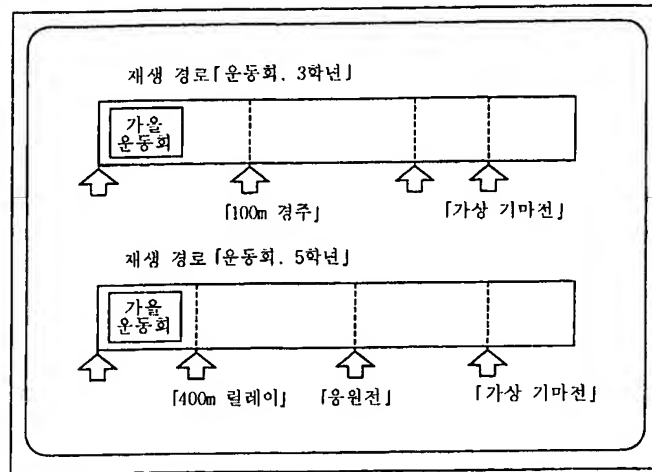 재생 경로「운동회. 3학년」
가을
운동회
「100m 경주」
「가상 기마전」
재생 경로「운동회. 5학년」
가을
운동회
「400m 릴레이」
「응원전」
「가상 기마전」